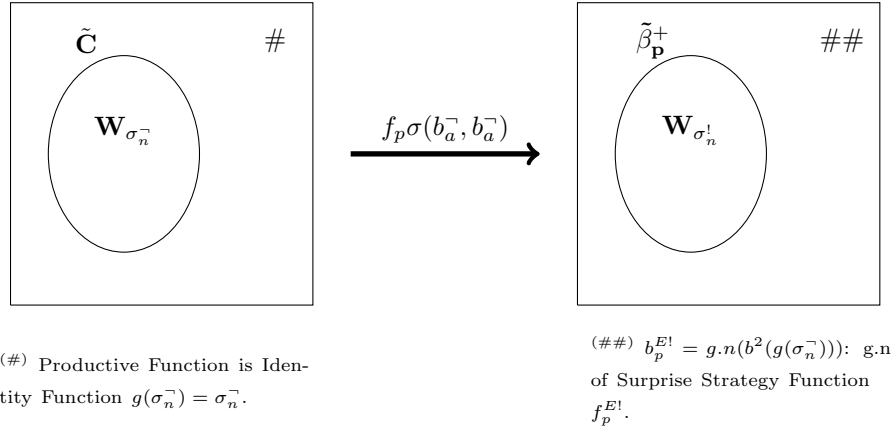 C̃ #
W_{σ_n^¬}
f_pσ(b_a^¬, b_a^¬)
β̃_p^+ ##
W_{σ_n^!}
(#) Productive Function is Iden-
tity Function g(σ_n^¬) = σ_n^¬.
(##) b_p^{E!} = g.n(b^2(g(σ_n^¬))): g.n
of Surprise Strategy Function
f_p^{E!}.